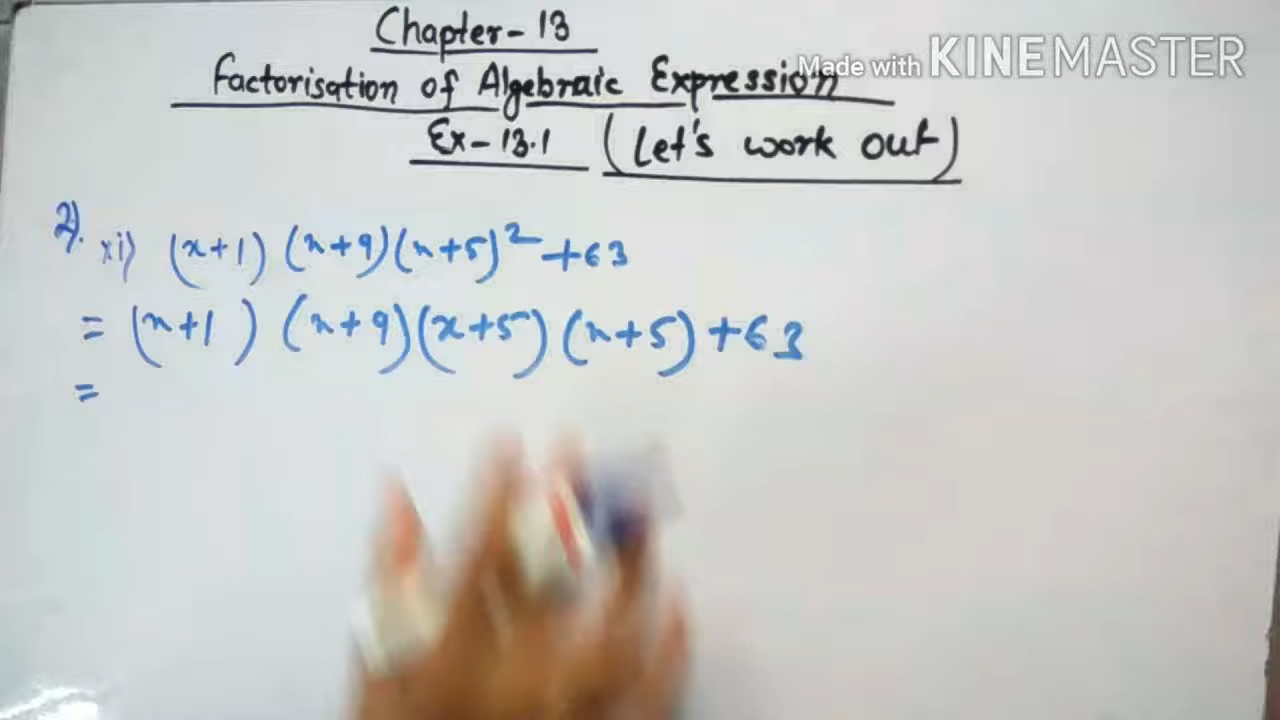 Chapter - 13
Made with KINEMASTER
Factorisation of Algebraic Expression
Ex - 13.1 (Let's work out)
2). xi) (x+1) (x+9)(x+5)² +63
= (x+1) (x+9)(x+5) (x+5) +63
=